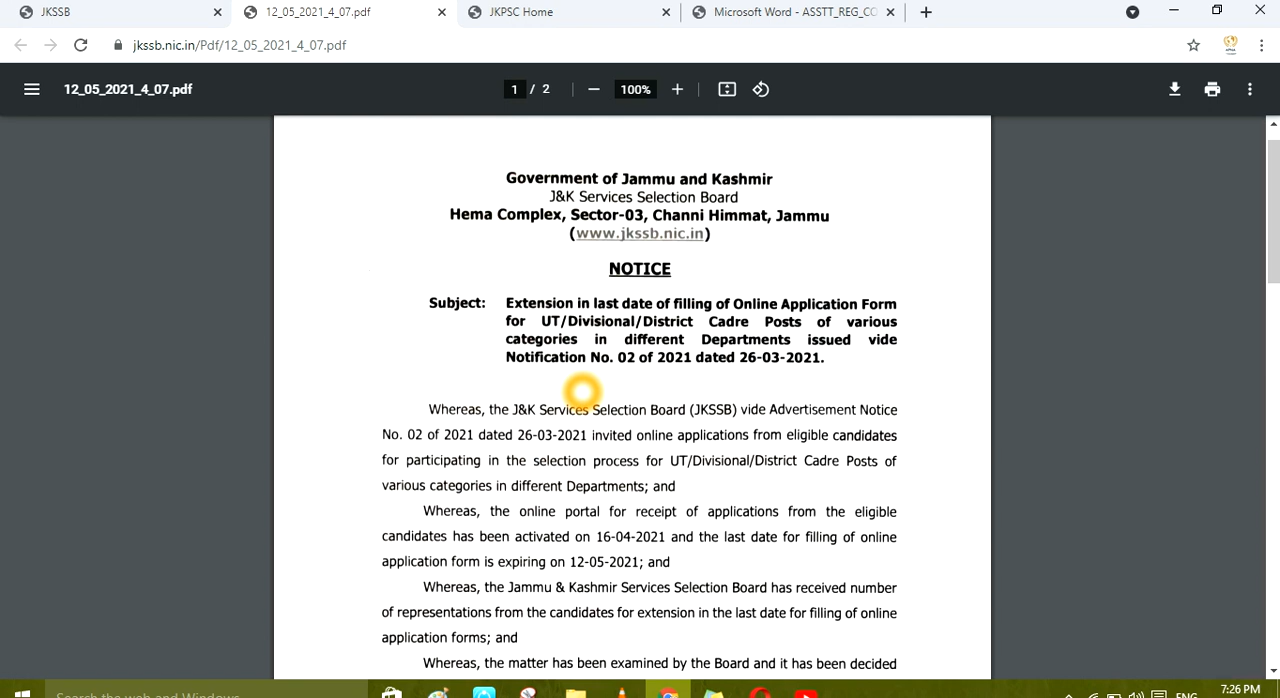 JKSSB
12_05_2021_4_07.pdf
JKPSC Home
Microsoft Word - ASSTT_REG_CO
jkssb.nic.in/Pdf/12_05_2021_4_07.pdf
12_05_2021_4_07.pdf
1 / 2
100%
Government of Jammu and Kashmir
J&K Services Selection Board
Hema Complex, Sector-03, Channi Himmat, Jammu
(www.jkssb.nic.in)
NOTICE
Subject: Extension in last date of filling of Online Application Form
for UT/Divisional/District Cadre Posts of various
categories in different Departments issued vide
Notification No. 02 of 2021 dated 26-03-2021.
Whereas, the J&K Services Selection Board (JKSSB) vide Advertisement Notice
No. 02 of 2021 dated 26-03-2021 invited online applications from eligible candidates
for participating in the selection process for UT/Divisional/District Cadre Posts of
various categories in different Departments; and
Whereas, the online portal for receipt of applications from the eligible
candidates has been activated on 16-04-2021 and the last date for filling of online
application form is expiring on 12-05-2021; and
Whereas, the Jammu & Kashmir Services Selection Board has received number
of representations from the candidates for extension in the last date for filling of online
application forms; and
Whereas, the matter has been examined by the Board and it has been decided
Search the web and Windows
ENG
7:26 PM